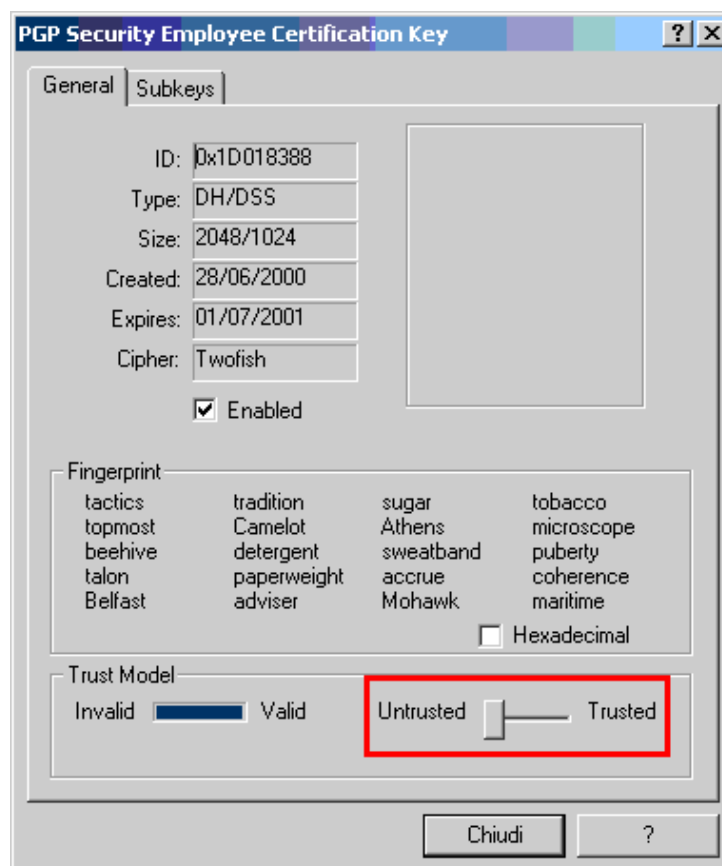 PGP Security Employee Certification Key
General Subkeys
ID: 0x1D018388
Type: DH/DSS
Size: 2048/1024
Created: 28/06/2000
Expires: 01/07/2001
Cipher: Twofish
Enabled
Fingerprint
tactics tradition sugar tobacco
topmost Camelot Athens microscope
beehive detergent sweatband puberty
talon paperweight accrue coherence
Belfast adviser Mohawk maritime
Hexadecimal
Trust Model
Invalid Valid Untrusted Trusted
Chiudi ?